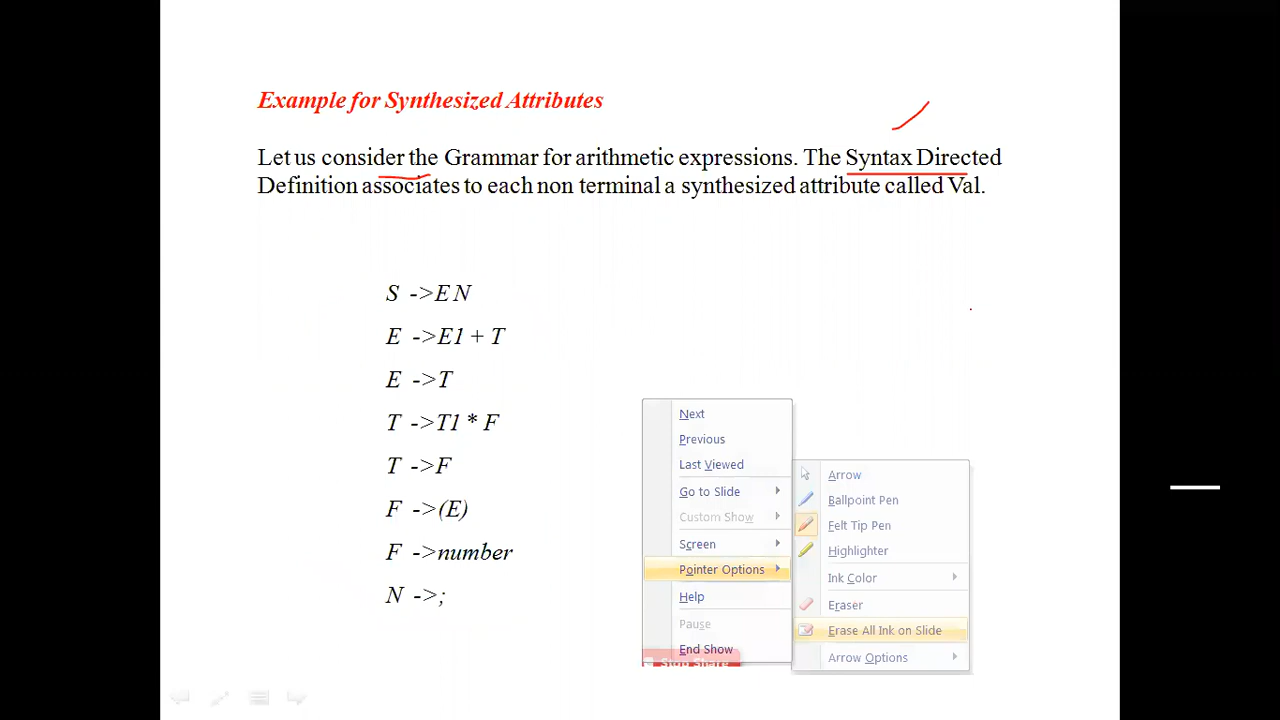 Example for Synthesized Attributes
Let us consider the Grammar for arithmetic expressions. The Syntax Directed
Definition associates to each non terminal a synthesized attribute called Val.
S ->E N
E ->E1 + T
E ->T
T ->T1 * F
T ->F
F ->(E)
F ->number
N ->;
Next
Previous
Last Viewed
Go to Slide
Custom Show
Screen
Pointer Options
Help
Pause
End Show
Stop Share
Arrow
Ballpoint Pen
Felt Tip Pen
Highlighter
Ink Color
Eraser
Erase All Ink on Slide
Arrow Options